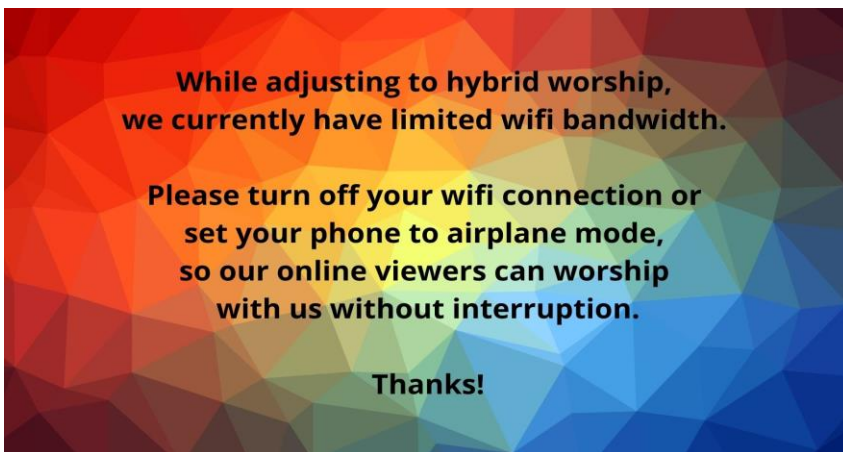 While adjusting to hybrid worship,
we currently have limited wifi bandwidth.
Please turn off your wifi connection or
set your phone to airplane mode,
so our online viewers can worship
with us without interruption.
Thanks!